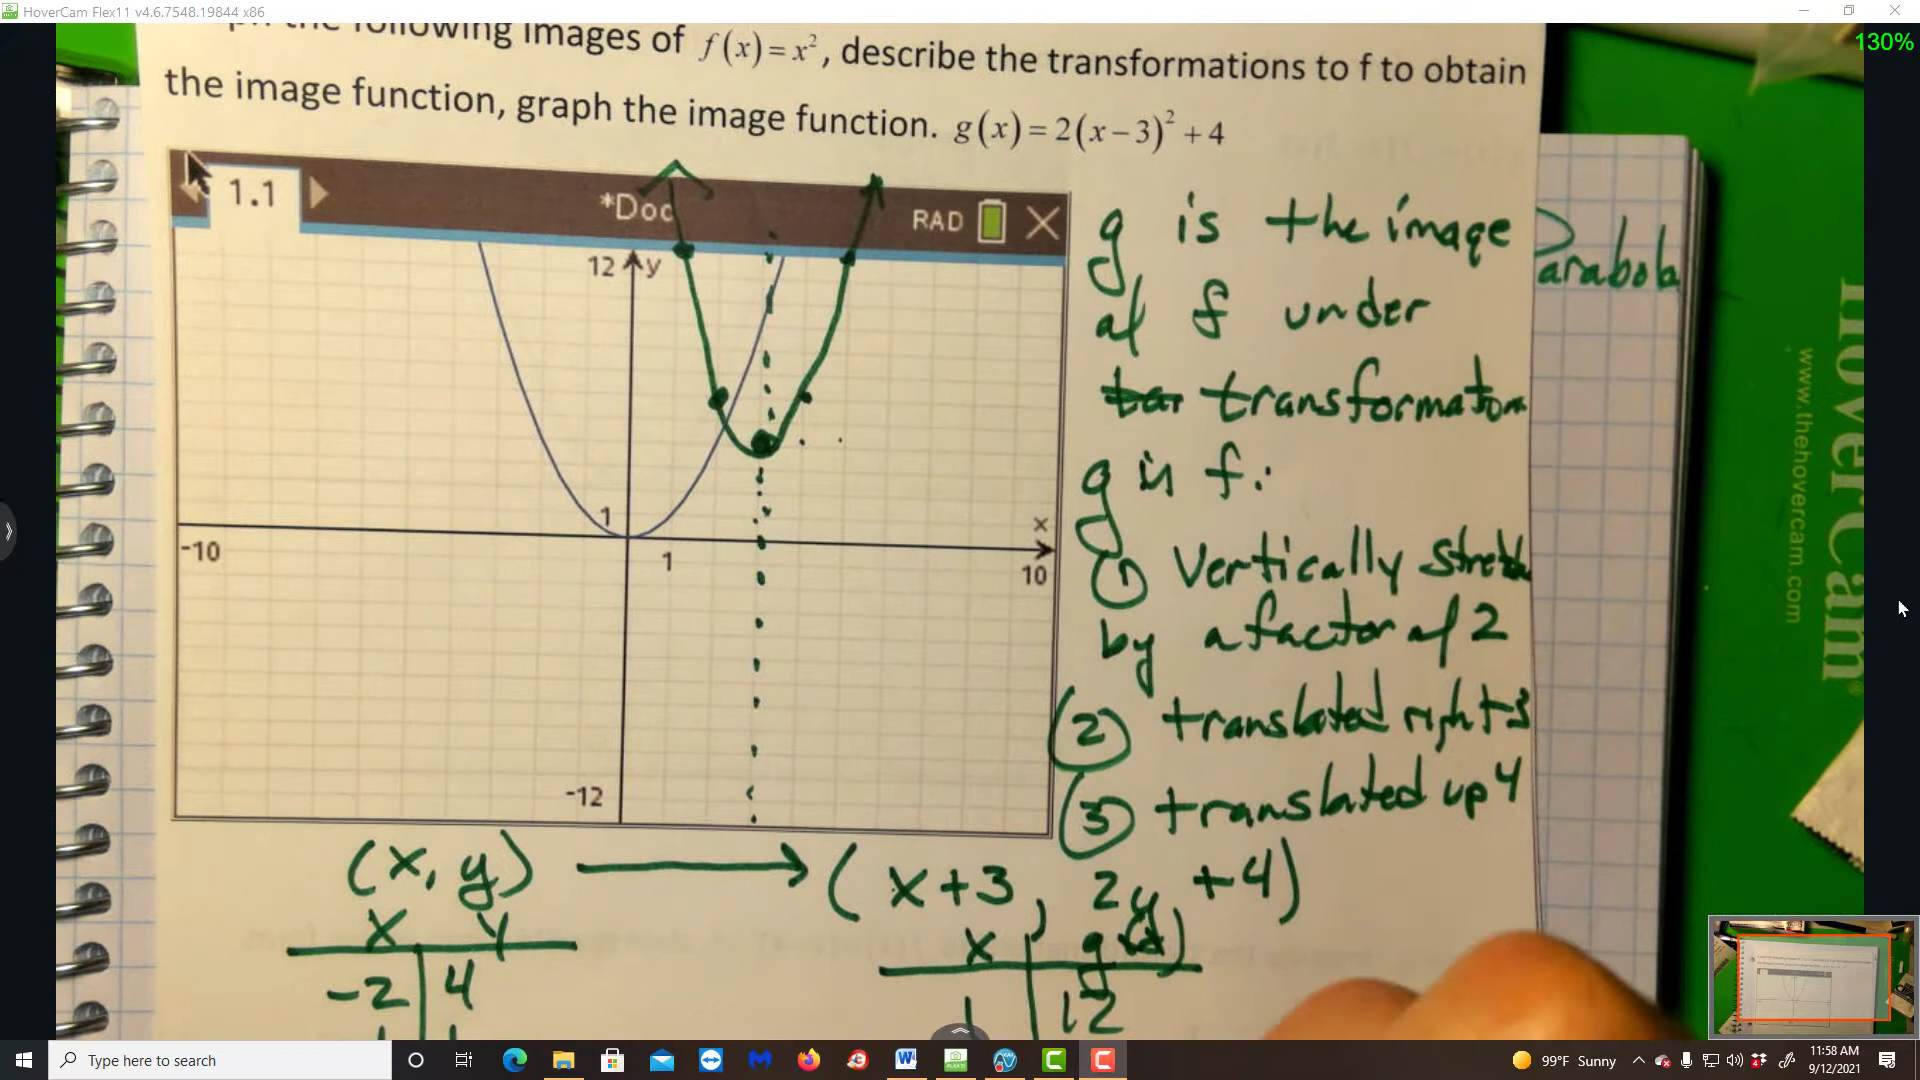 HoverCam Flex11 v4.6.7548.19844 x86
130%
the following images of f(x)=x², describe the transformations to f to obtain
the image function, graph the image function. g(x)=2(x−3)²+4
1.1
*Doc
RAD
12
y
1
-10
1
x
10
-12
g is the image
of f under
transformation
g is f:
① Vertically stretch
by a factor of 2
② translated right 3
③ translated up 4
Parabola
(x, y) → (x+3, 2y+4)
x y
-2 4
x g(x)
1 12
HoverCam®
www.thehovercam.com
Type here to search
99°F Sunny
11:58 AM
9/12/2021